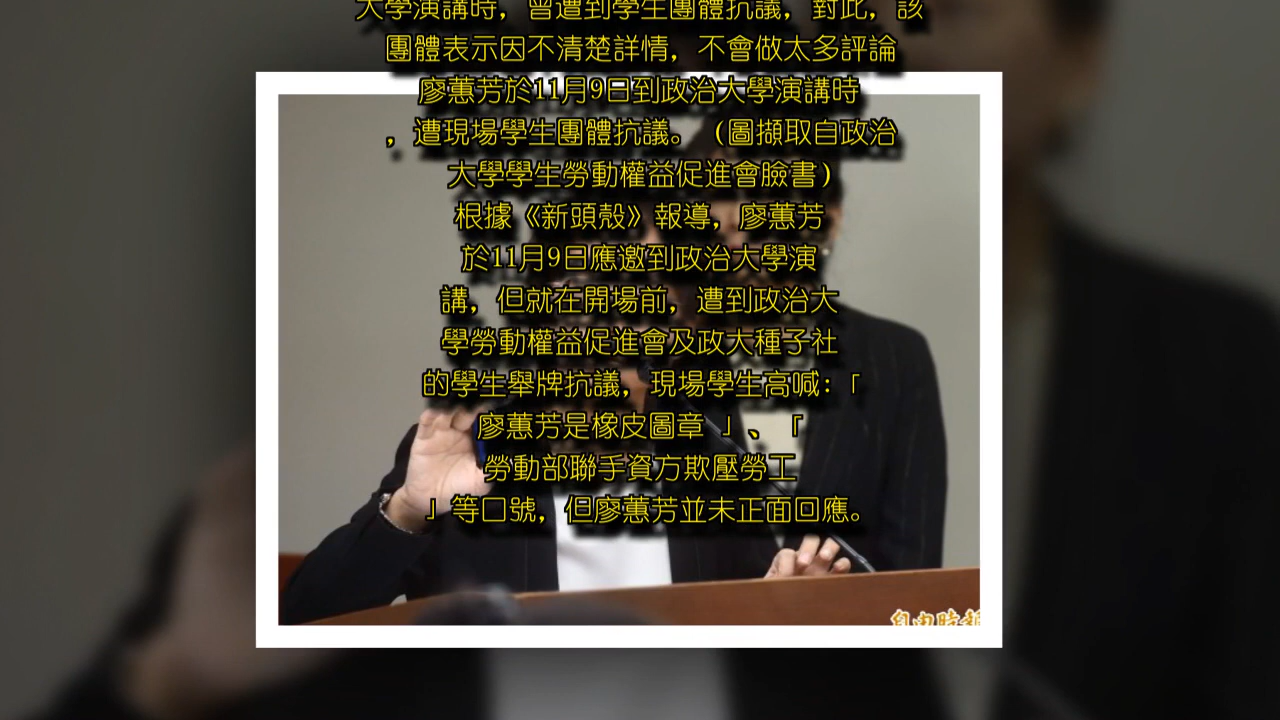 大學演講時，曾遭到學生團體抗議，對此，該
團體表示因不清楚詳情，不會做太多評論
廖蕙芳於11月9日到政治大學演講時
，遭現場學生團體抗議。（圖擷取自政治
大學學生勞動權益促進會臉書）
根據《新頭殼》報導，廖蕙芳
於11月9日應邀到政治大學演
講，但就在開場前，遭到政治大
學勞動權益促進會及政大種子社
的學生舉牌抗議，現場學生高喊：「
廖蕙芳是橡皮圖章 」、「
勞動部聯手資方欺壓勞工
」等口號，但廖蕙芳並未正面回應。
自由時報